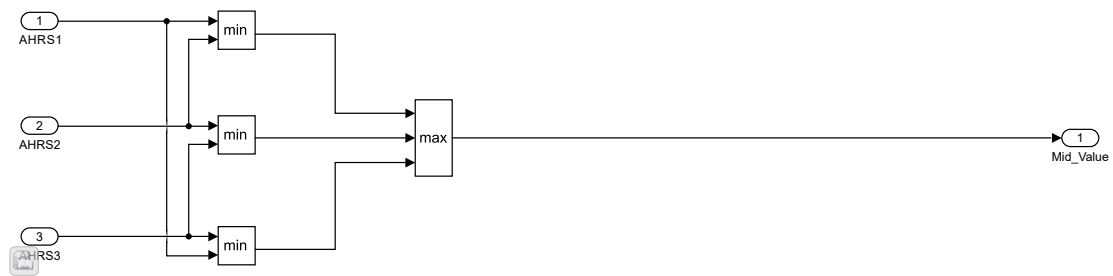 1
AHRS1
min
2
AHRS2
min
max
1
Mid_Value
3
AHRS3
min